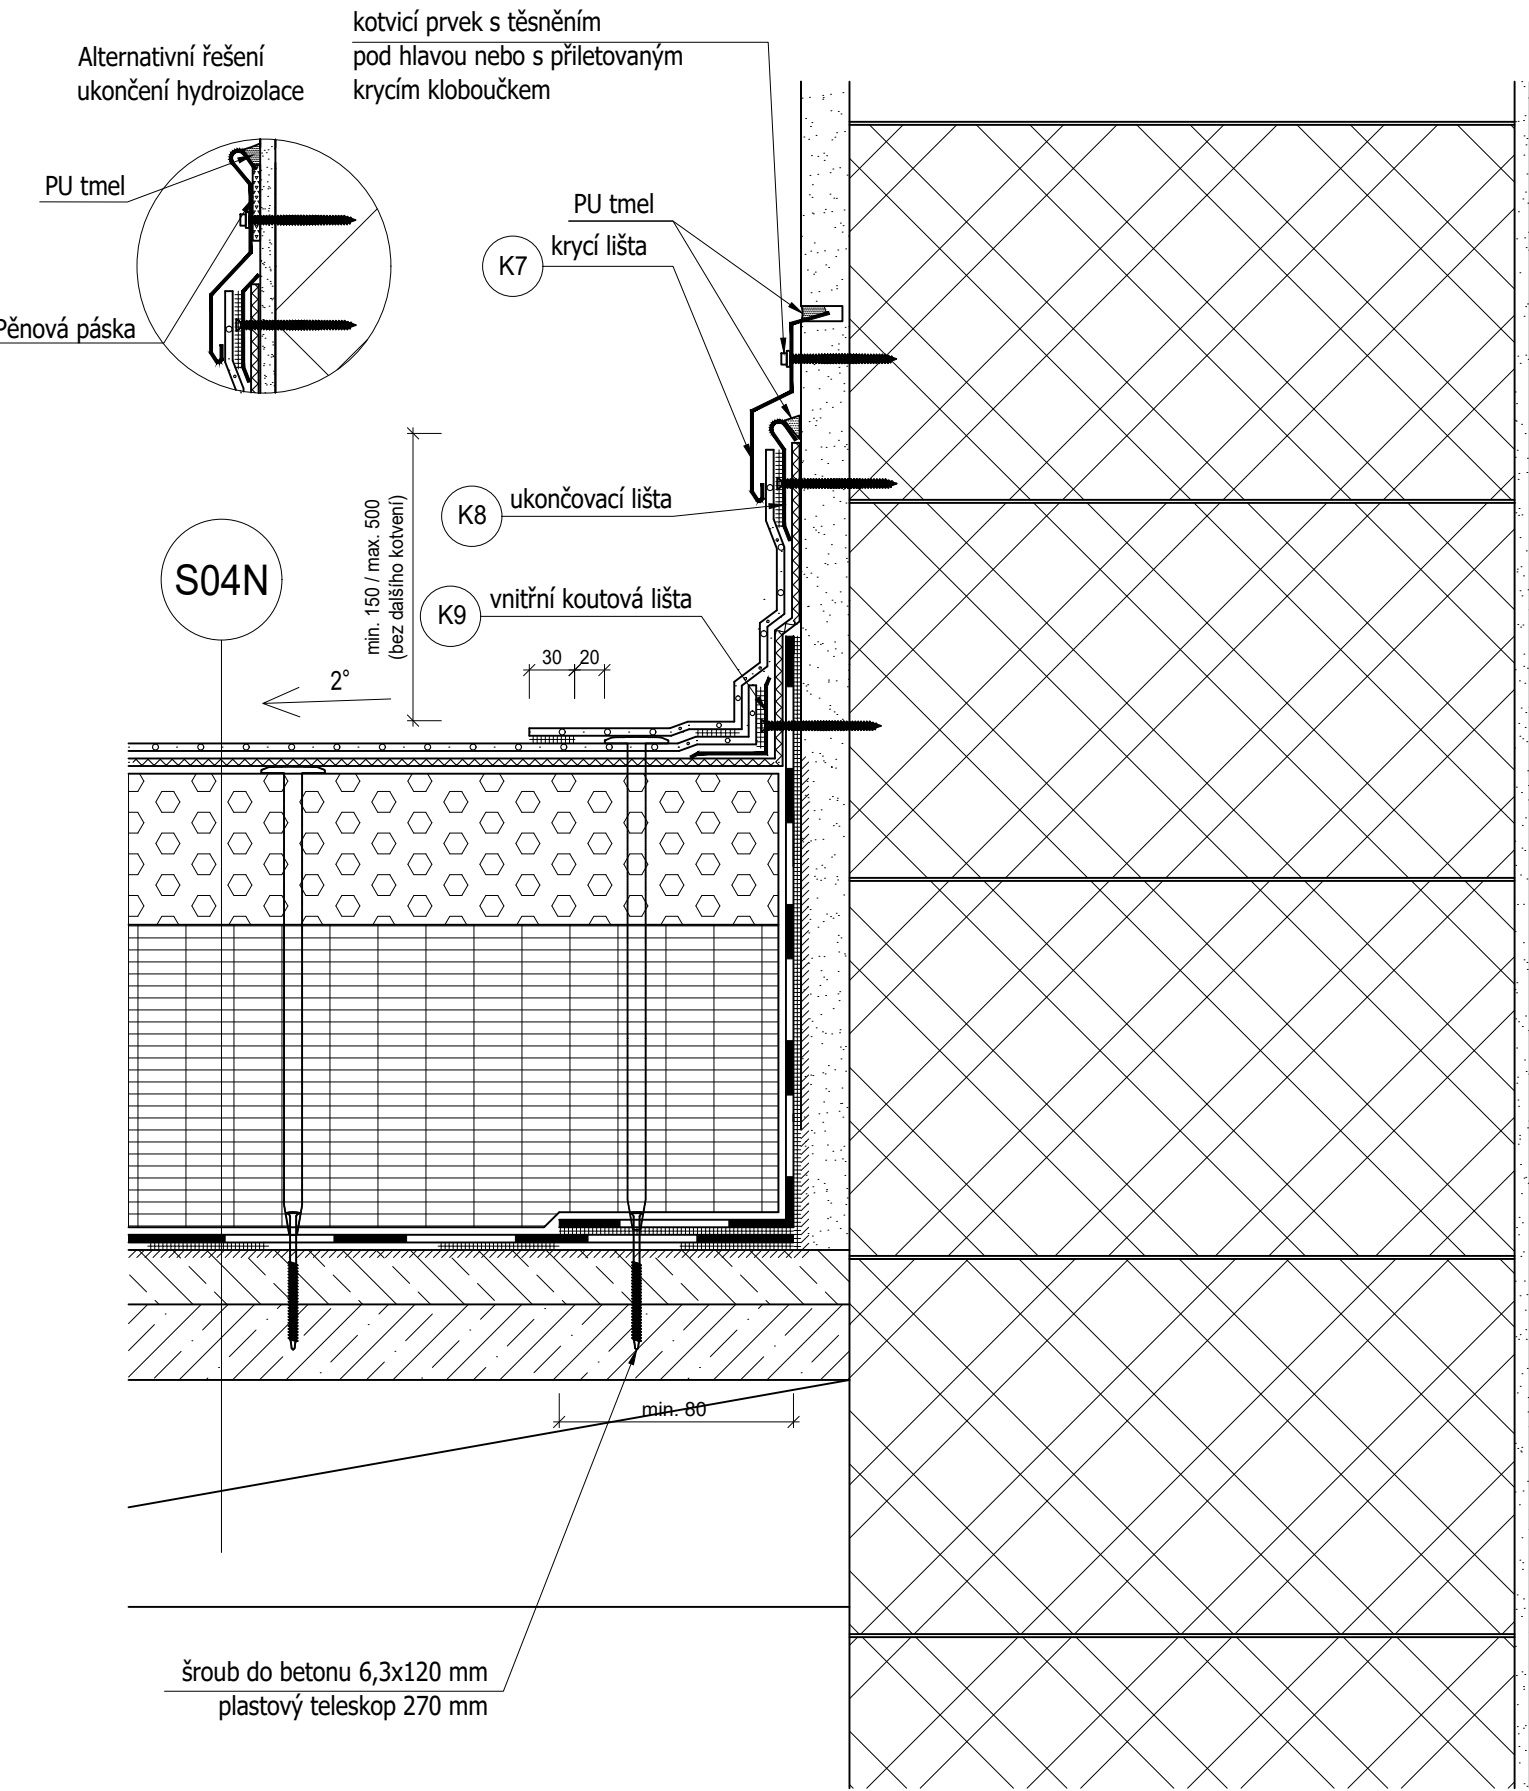 kotvicí prvek s těsněním
pod hlavou nebo s přiletovaným
krycím kloboučkem
Alternativní řešení
ukončení hydroizolace
PU tmel
Pěnová páska
PU tmel
K7
krycí lišta
K8
ukončovací lišta
min. 150 / max. 500
(bez dalšího kotvení)
S04N
K9
vnitřní koutová lišta
30
20
2°
min. 80
šroub do betonu 6,3x120 mm
plastový teleskop 270 mm